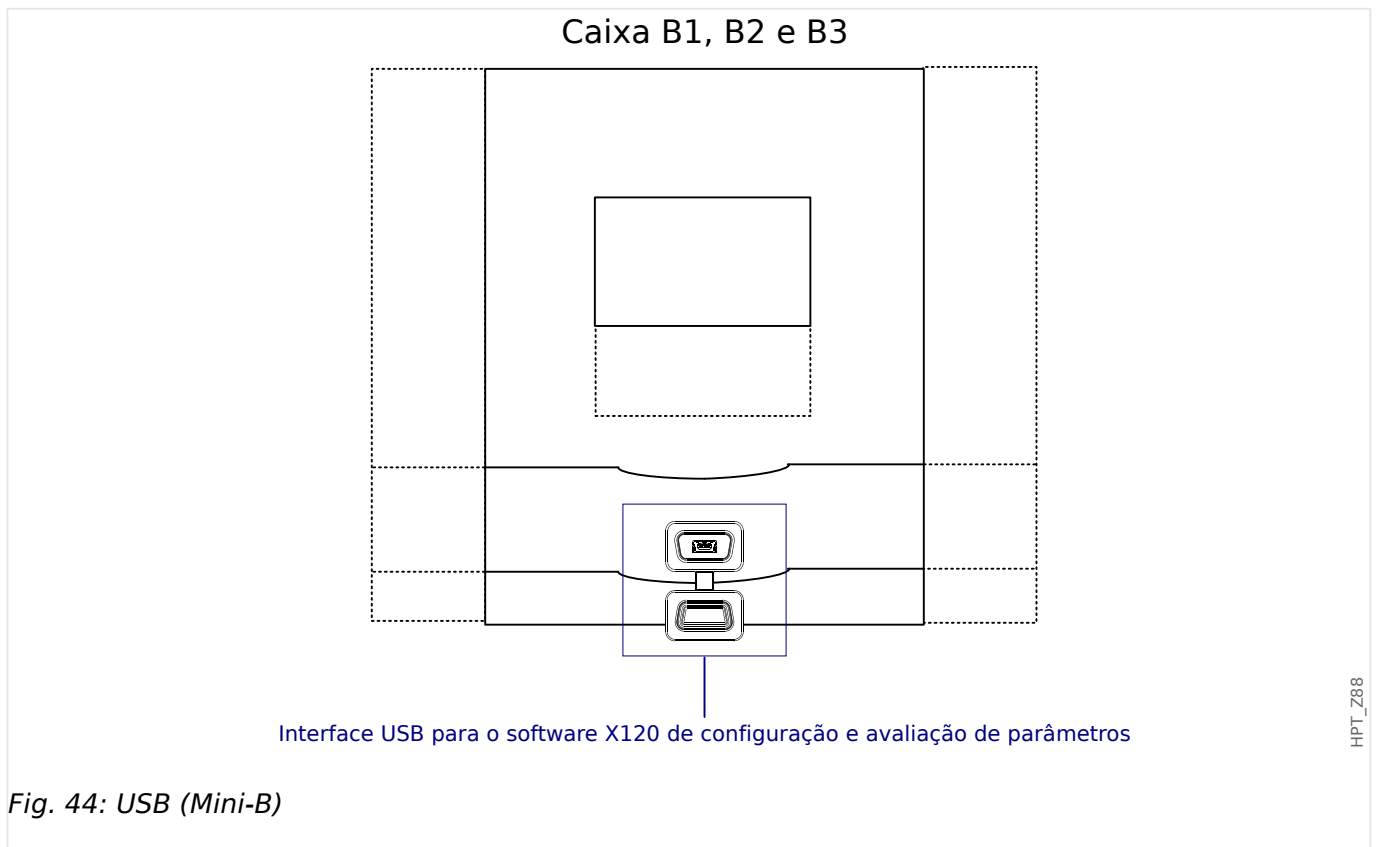 Caixa B1, B2 e B3
Interface USB para o software X120 de configuração e avaliação de parâmetros
HPT_Z88
Fig. 44: USB (Mini-B)